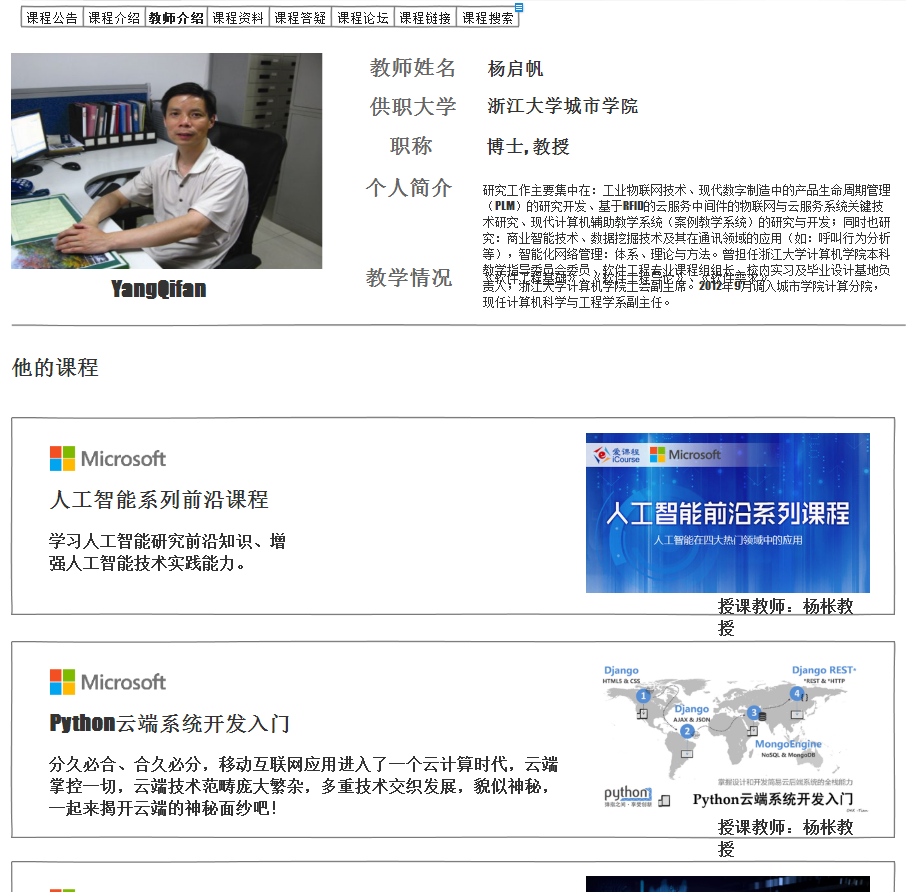 课程公告 课程介绍 教师介绍 课程资料 课程答疑 课程论坛 课程链接 课程搜索
教师姓名 杨启帆
供职大学 浙江大学城市学院
职称 博士,教授
个人简介
研究工作主要集中在：工业物联网技术、现代数字制造中的产品生命周期管理
（PLM）的研究开发、基于RFID的云服务中间件的物联网与云服务系统关键技
术研究、现代计算机辅助教学系统（案例教学系统）的研究与开发；同时也研
究：商业智能技术、数据挖掘技术及其在通讯领域的应用（如：呼叫行为分析
等），智能化网络管理：体系、理论与方法。曾担任浙江大学计算机学院本科
教学指导委员会委员、软件工程专业课程组组长、校内实习及毕业设计基地负
责人；浙江大学计算机学院工会副主席。2012年9月调入城市学院计算分院，
现任计算机科学与工程学系副主任。
教学情况
YangQifan
他的课程
Microsoft
人工智能系列前沿课程
学习人工智能研究前沿知识、增
强人工智能技术实践能力。
爱课程
iCourse
Microsoft
人工智能前沿系列课程
人工智能在四大热门领域中的应用
授课教师：杨枨教
授
Microsoft
Python云端系统开发入门
分久必合、合久必分，移动互联网应用进入了一个云计算时代，云端
掌控一切，云端技术范畴庞大繁杂，多重技术交织发展，貌似神秘，
一起来揭开云端的神秘面纱吧！
Django
HTML5 & CSS
1
Django REST
*REST & *HTTP
4
Django
AJAX & JSON
2
3
MongoEngine
NoSQL & MongoDB
掌握设计和开发简易云后端系统的全栈能力
python
Python云端系统开发入门
授课教师：杨枨教
授